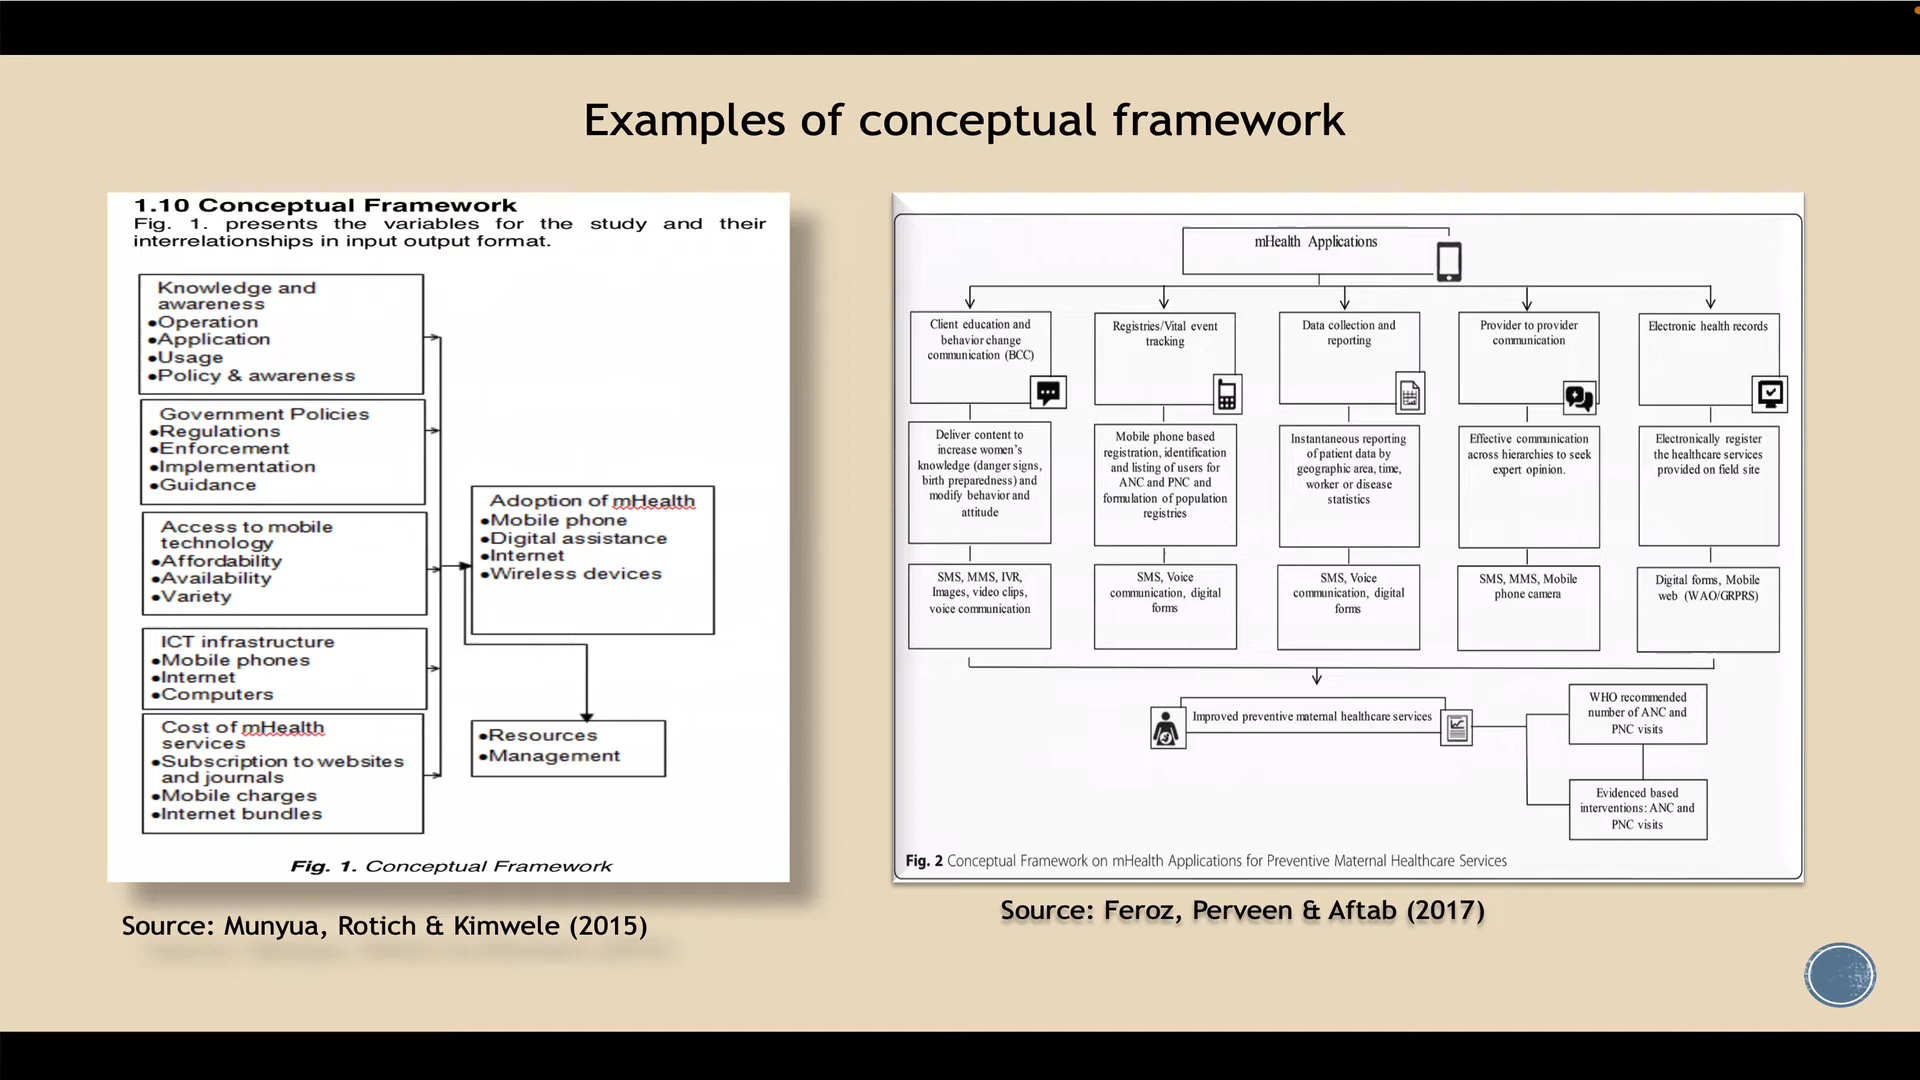 Examples of conceptual framework
1.10 Conceptual Framework
Fig. 1. presents the variables for the study and their
interrelationships in input output format.
Knowledge and
awareness
•Operation
•Application
•Usage
•Policy & awareness
Government Policies
•Regulations
•Enforcement
•Implementation
•Guidance
Access to mobile
technology
•Affordability
•Availability
•Variety
ICT infrastructure
•Mobile phones
•Internet
•Computers
Cost of mHealth
services
•Subscription to websites
and journals
•Mobile charges
•Internet bundles
Adoption of mHealth
•Mobile phone
•Digital assistance
•Internet
•Wireless devices
•Resources
•Management
Fig. 1. Conceptual Framework
Source: Munyua, Rotich & Kimwele (2015)
mHealth Applications
Client education and
behavior change
communication (BCC)
Registries/Vital event
tracking
Data collection and
reporting
Provider to provider
communication
Electronic health records
Deliver content to
increase women's
knowledge (danger signs,
birth preparedness) and
modify behavior and
attitude
Mobile phone based
registration, identification
and listing of users for
ANC and PNC and
formulation of population
registries
Instantaneous reporting
of patient data by
geographic area, time,
worker or disease
statistics
Effective communication
across hierarchies to seek
expert opinion.
Electronically register
the healthcare services
provided on field site
SMS, MMS, IVR,
Images, video clips,
voice communication
SMS, Voice
communication, digital
forms
SMS, Voice
communication, digital
forms
SMS, MMS, Mobile
phone camera
Digital forms, Mobile
web (WAO/GRPRS)
Improved preventive maternal healthcare services
WHO recommended
number of ANC and
PNC visits
Evidenced based
interventions: ANC and
PNC visits
Fig. 2 Conceptual Framework on mHealth Applications for Preventive Maternal Healthcare Services
Source: Feroz, Perveen & Aftab (2017)